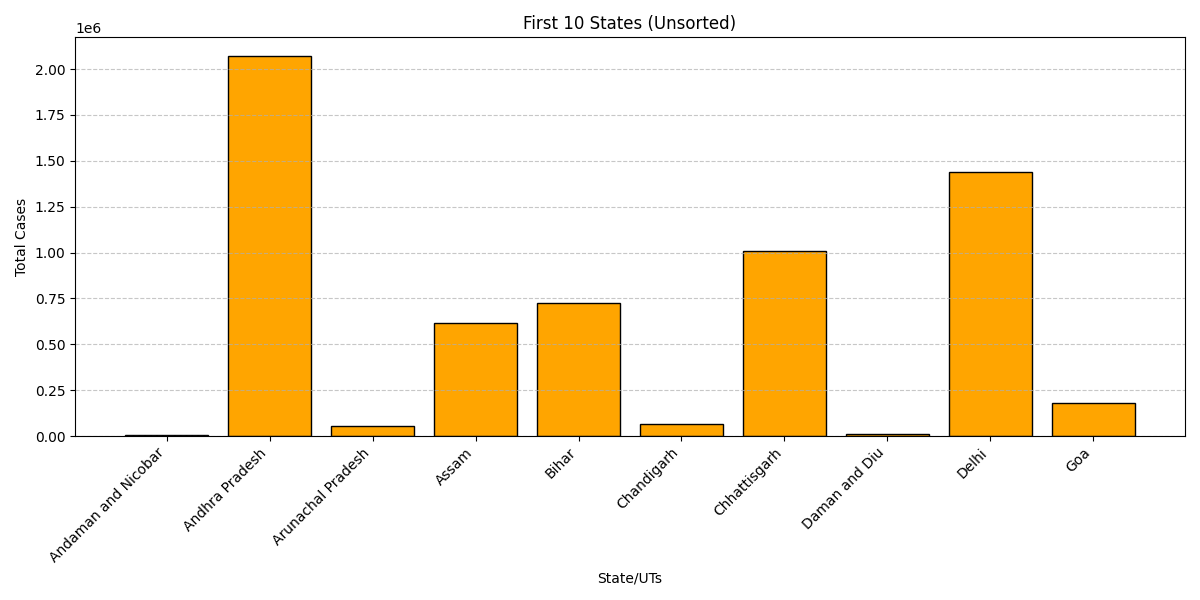 First 10 States (Unsorted)
1e6
2.00
1.75
1.50
1.25
1.00
0.75
0.50
0.25
0.00
Total Cases
Andaman and Nicobar
Andhra Pradesh
Arunachal Pradesh
Assam
Bihar
Chandigarh
Chhattisgarh
Daman and Diu
Delhi
Goa
State/UTs